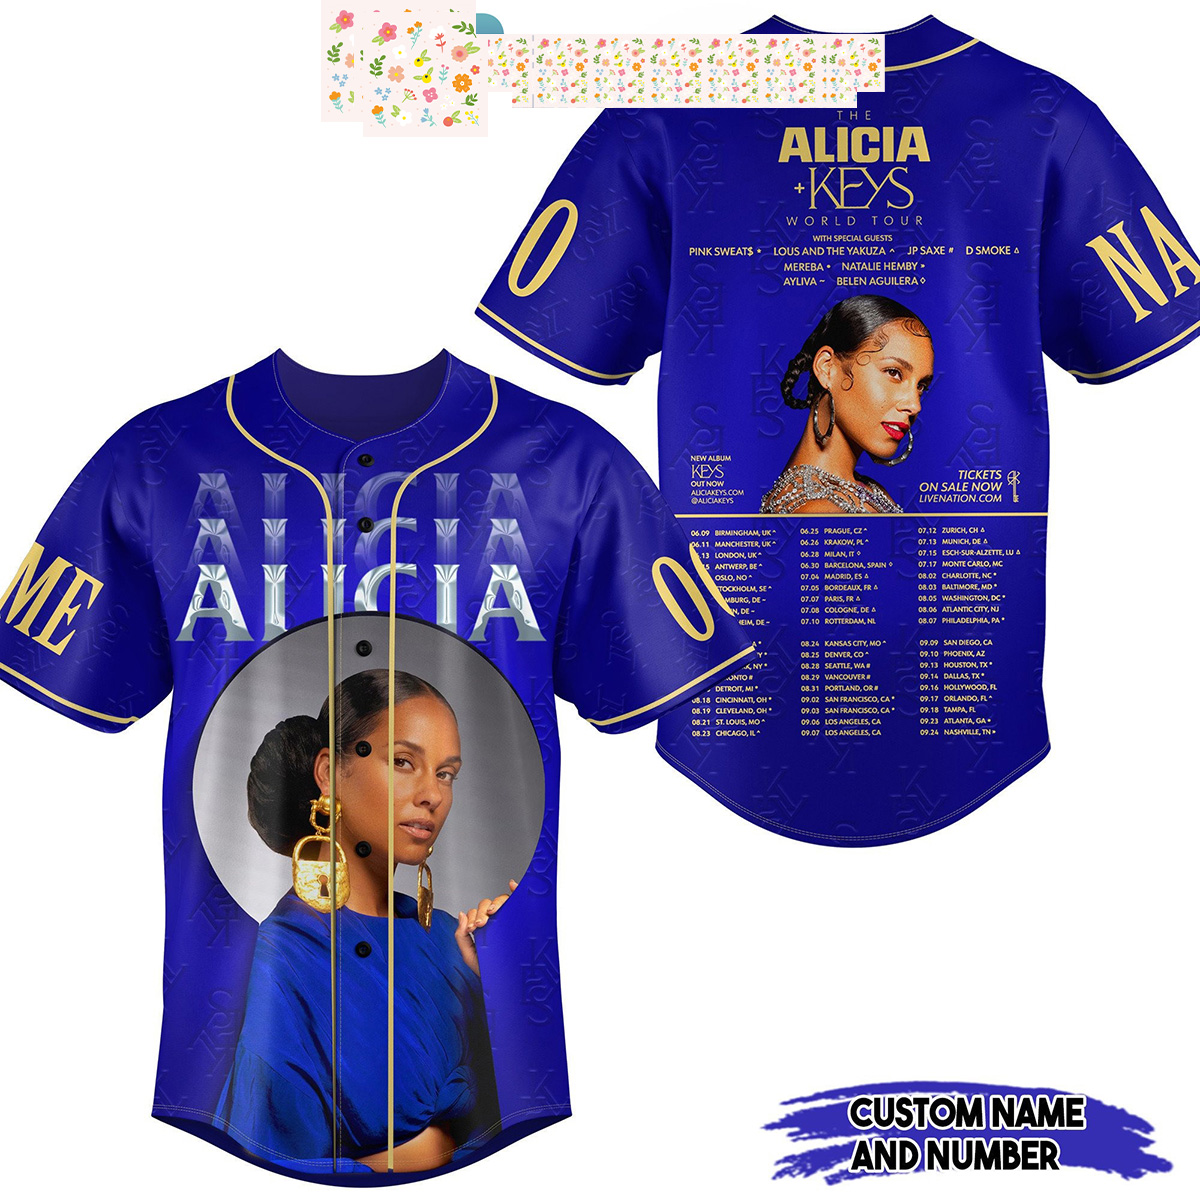 THE
ALICIA
+KEYS
WORLD TOUR
WITH SPECIAL GUESTS
PINK SWEAT$ * LOUS AND THE YAKUZA ^ JP SAXE # D SMOKE Δ
MEREBA • NATALIE HEMBY »
AYLIVA ~ BELEN AGUILERA ◊
O
NA
NEW ALBUM
KEYS
OUT NOW
ALICIAKEYS.COM
@ALICIAKEYS
TICKETS
ON SALE NOW
LIVENATION.COM
06.09 BIRMINGHAM, UK ^
06.11 MANCHESTER, UK ^
.13 LONDON, UK ^
ANTWERP, BE ^
OSLO, NO ^
STOCKHOLM, SE ^
MBURG, DE ~
N, DE ~
HEIM, DE ~
06.25 PRAGUE, CZ ^
06.26 KRAKOW, PL ^
06.28 MILAN, IT ◊
06.30 BARCELONA, SPAIN ◊
07.04 MADRID, ES Δ
07.05 BORDEAUX, FR Δ
07.07 PARIS, FR Δ
07.08 COLOGNE, DE Δ
07.10 ROTTERDAM, NL
07.12 ZURICH, CH Δ
07.13 MUNICH, DE Δ
07.15 ESCH-SUR-ALZETTE, LU Δ
07.17 MONTE CARLO, MC
08.02 CHARLOTTE, NC *
08.03 BALTIMORE, MD *
08.05 WASHINGTON, DC *
08.06 ATLANTIC CITY, NJ
08.07 PHILADELPHIA, PA *
A *
Y *
K, NY *
ONTO #
DETROIT, MI *
08.18 CINCINNATI, OH *
08.19 CLEVELAND, OH *
08.21 ST. LOUIS, MO ^
08.23 CHICAGO, IL ^
08.24 KANSAS CITY, MO ^
08.25 DENVER, CO ^
08.28 SEATTLE, WA #
08.29 VANCOUVER #
08.31 PORTLAND, OR #
09.02 SAN FRANCISCO, CA *
09.03 SAN FRANCISCO, CA *
09.06 LOS ANGELES, CA
09.07 LOS ANGELES, CA
09.09 SAN DIEGO, CA
09.10 PHOENIX, AZ
09.13 HOUSTON, TX *
09.14 DALLAS, TX *
09.16 HOLLYWOOD, FL
09.17 ORLANDO, FL ^
09.18 TAMPA, FL
09.23 ATLANTA, GA •
09.24 NASHVILLE, TN »
ALICIA
ALICIA
ALICIA
ME
00
CUSTOM NAME
AND NUMBER